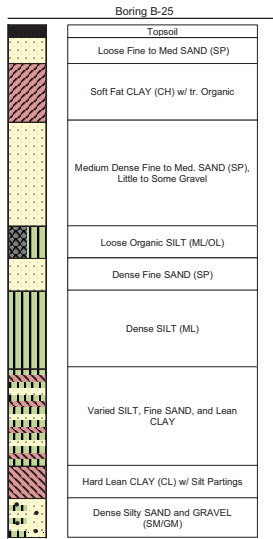 Boring B-25
Topsoil
Loose Fine to Med SAND (SP)
Soft Fat CLAY (CH) w/ tr. Organic
Medium Dense Fine to Med. SAND (SP),
Little to Some Gravel
Loose Organic SILT (ML/OL)
Dense Fine SAND (SP)
Dense SILT (ML)
Varied SILT, Fine SAND, and Lean
CLAY
Hard Lean CLAY (CL) w/ Silt Partings
Dense Silty SAND and GRAVEL
(SM/GM)